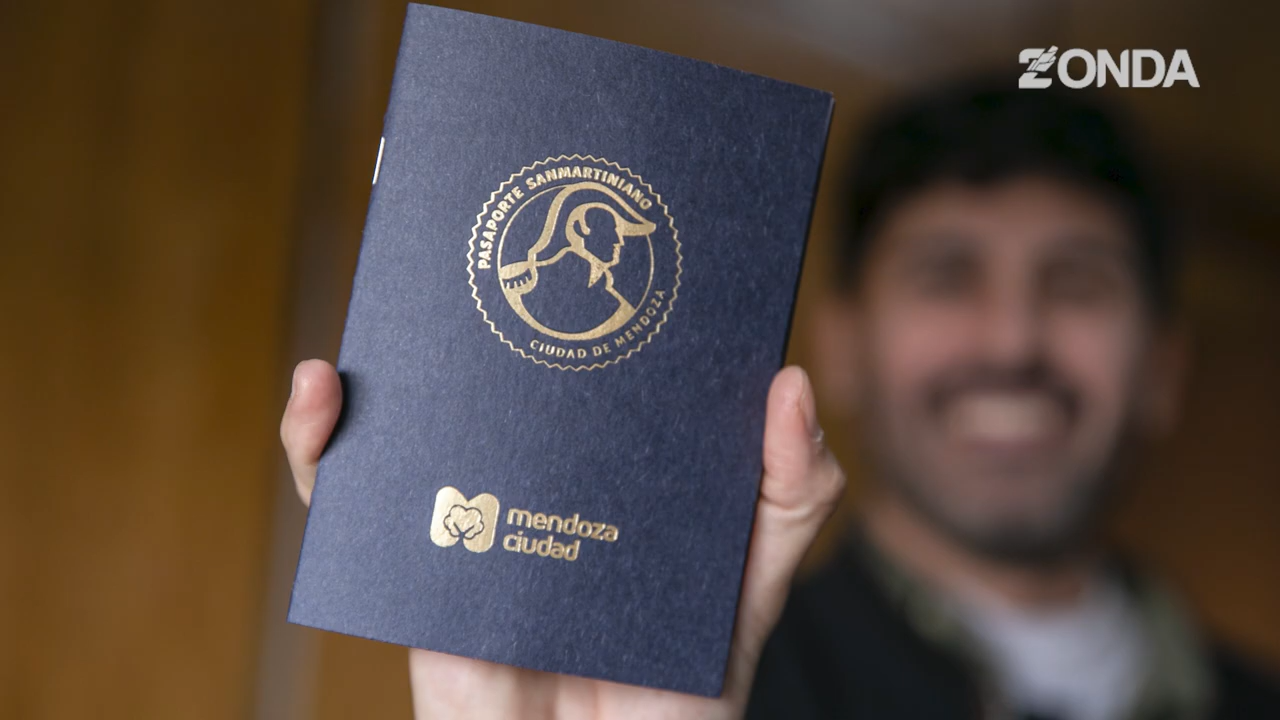 ZONDA
PASAPORTE SANMARTINIANO
CIUDAD DE MENDOZA
mendoza
ciudad